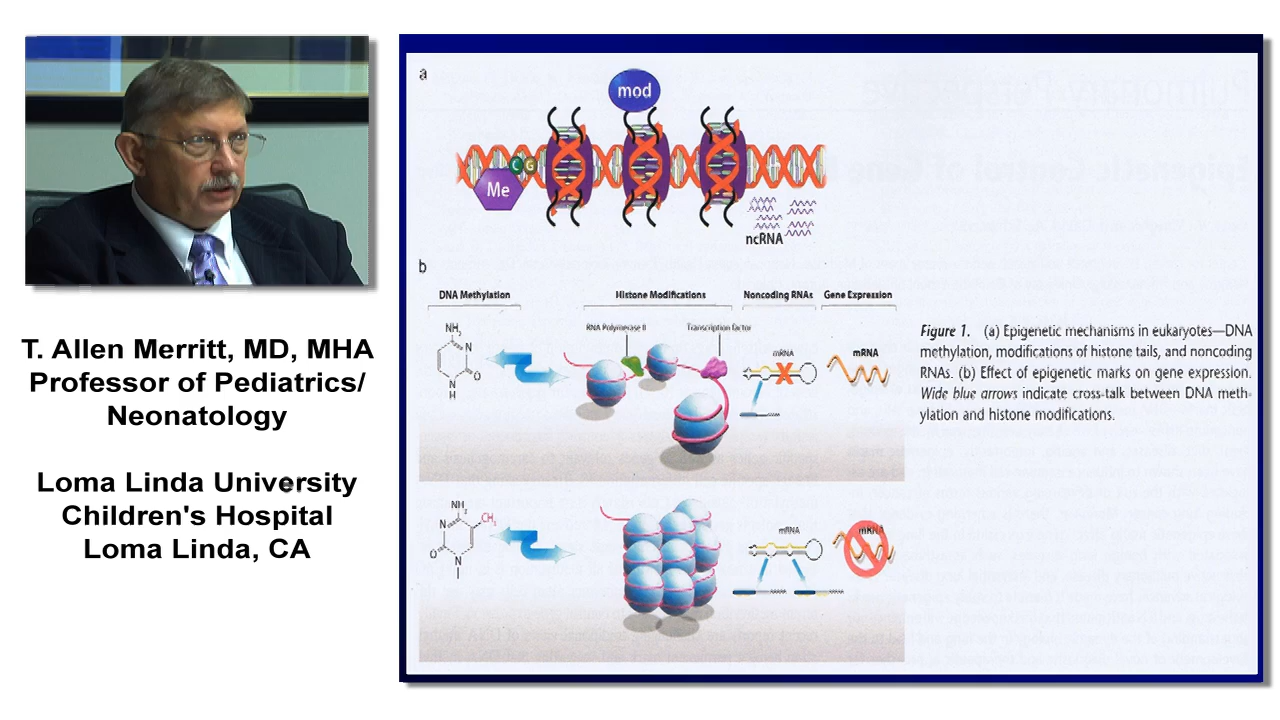 T. Allen Merritt, MD, MHA
Professor of Pediatrics/
Neonatology
Loma Linda University
Children's Hospital
Loma Linda, CA
a
mod
C G
Me
ncRNA
b
DNA Methylation
Histone Modifications
Noncoding RNAs
Gene Expression
RNA Polymerase II
Transcription factor
NH₂
N
O
N
H
mRNA
NH₂
CH₃
N
O
N
mRNA
Figure 1. (a) Epigenetic mechanisms in eukaryotes—DNA
methylation, modifications of histone tails, and noncoding
RNAs. (b) Effect of epigenetic marks on gene expression.
Wide blue arrows indicate cross-talk between DNA meth-
ylation and histone modifications.